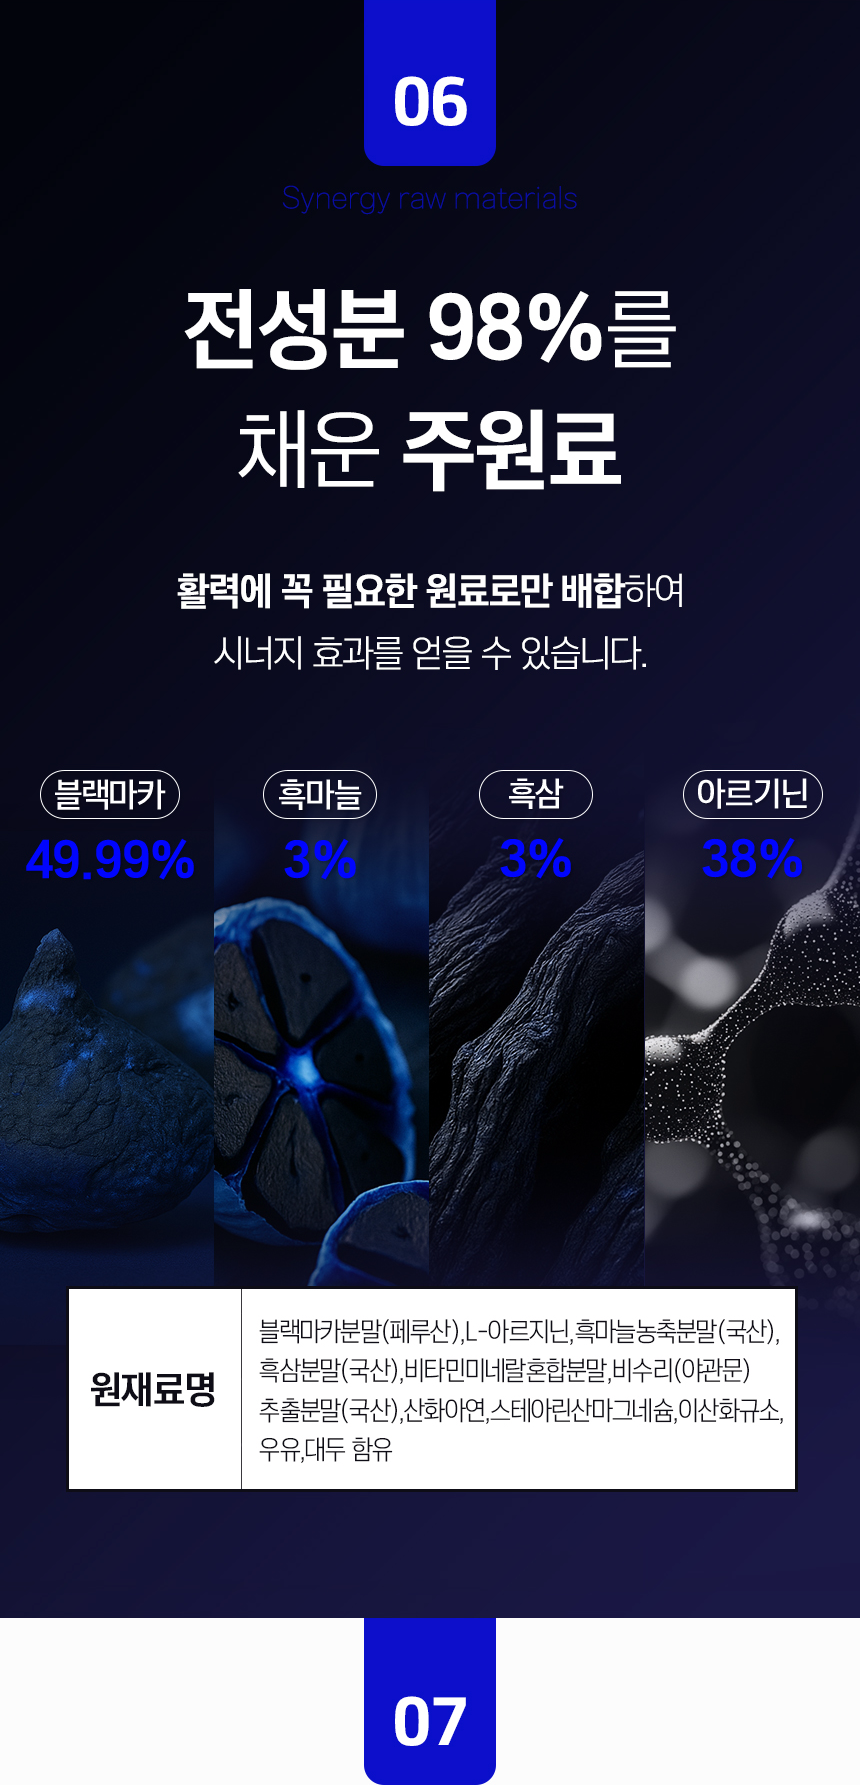 06
Synergy raw materials
전성분 98%를
채운 주원료
활력에 꼭 필요한 원료로만 배합하여
시너지 효과를 얻을 수 있습니다.
블랙마카 흑마늘 흑삼 아르기닌
49.99% 3% 3% 38%
원재료명
블랙마카분말(페루산),L-아르지닌,흑마늘농축분말(국산),
흑삼분말(국산),비타민미네랄혼합분말,비수리(야관문)
추출분말(국산),산화아연,스테아린산마그네슘,이산화규소,
우유,대두 함유
07